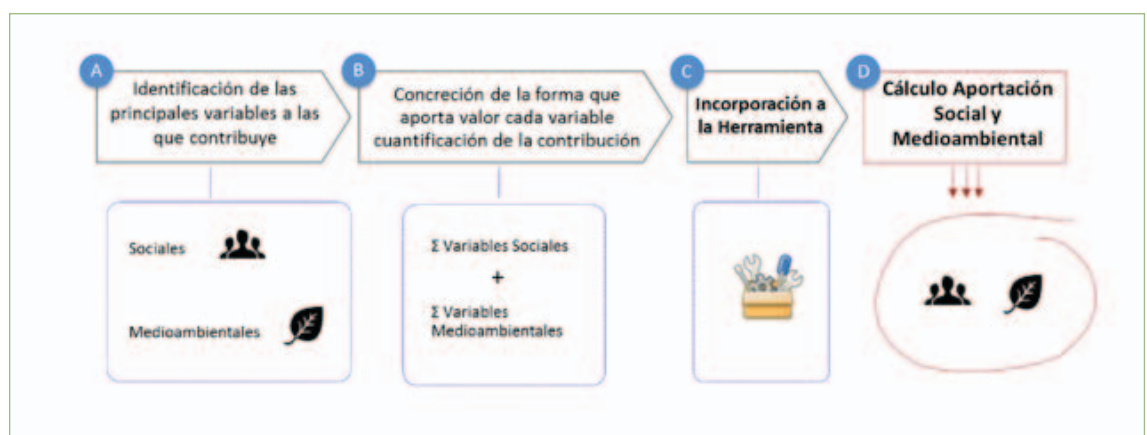 A
Identificación de las
principales variables a las
que contribuye
B
Concreción de la forma que
aporta valor cada variable
cuantificación de la contribución
C
Incorporación a
la Herramienta
D
Cálculo Aportación
Social y
Medioambiental
Sociales
Medioambientales
Σ Variables Sociales
+
Σ Variables
Medioambientales